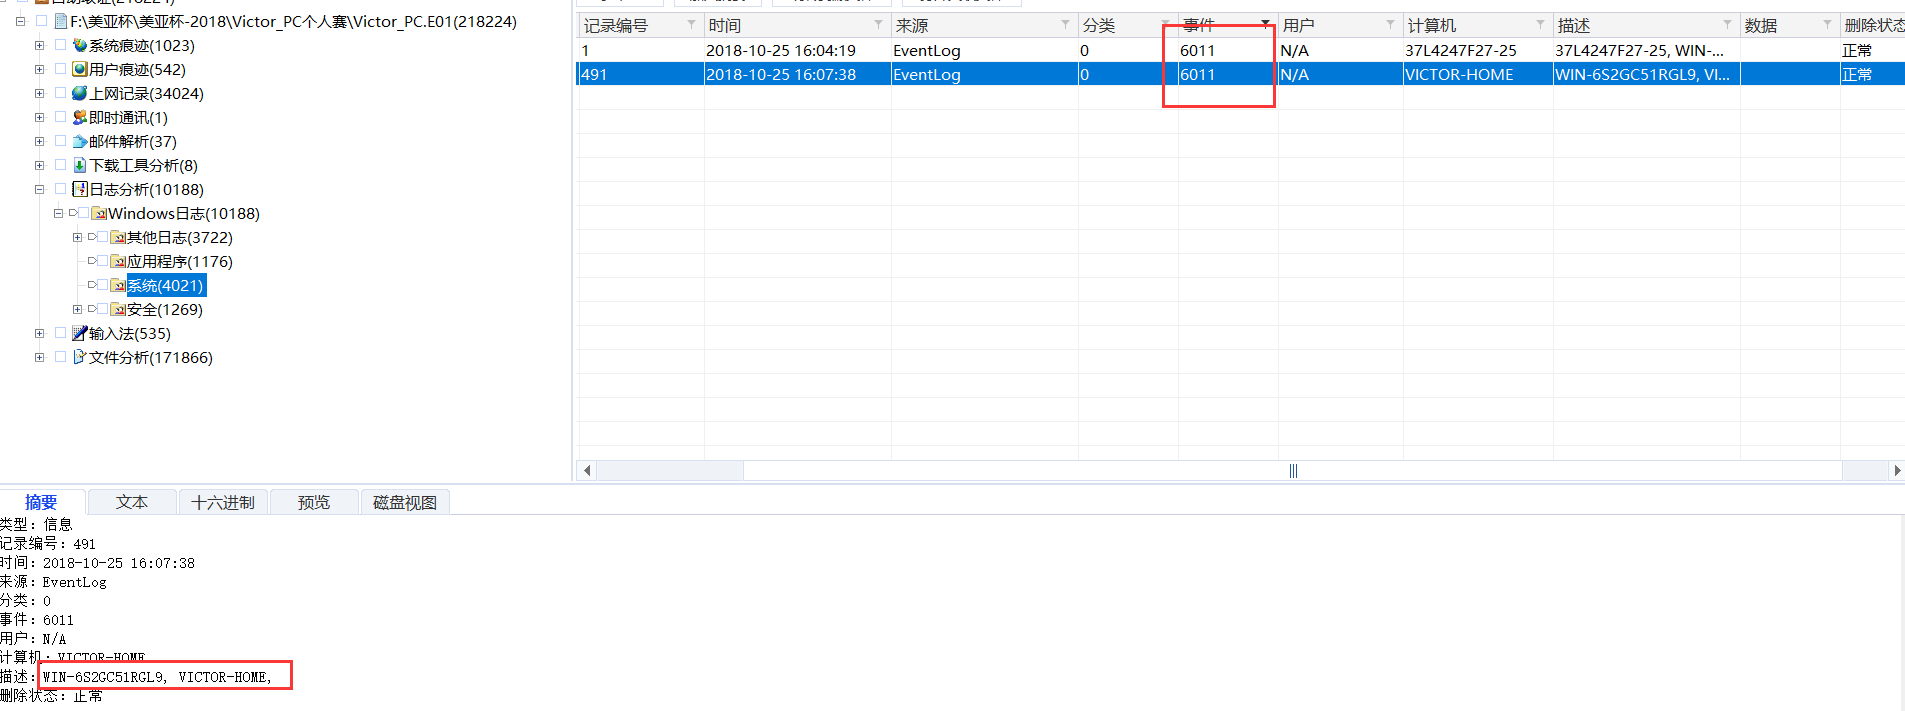 自动取证(218224)
F:\美亚杯\美亚杯-2018\Victor_PC个人赛\Victor_PC.E01(218224)
系统痕迹(1023)
用户痕迹(542)
上网记录(34024)
即时通讯(1)
邮件解析(37)
下载工具分析(8)
日志分析(10188)
Windows日志(10188)
其他日志(3722)
应用程序(1176)
系统(4021)
安全(1269)
输入法(535)
文件分析(171866)
记录编号 时间 来源 分类 事件 用户 计算机 描述 数据 删除状态
1 2018-10-25 16:04:19 EventLog 0 6011 N/A 37L4247F27-25 37L4247F27-25, WIN-... 正常
491 2018-10-25 16:07:38 EventLog 0 6011 N/A VICTOR-HOME WIN-6S2GC51RGL9, VI... 正常
摘要 文本 十六进制 预览 磁盘视图
类型：信息
记录编号：491
时间：2018-10-25 16:07:38
来源：EventLog
分类：0
事件：6011
用户：N/A
计算机：VICTOR-HOME
描述：WIN-6S2GC51RGL9, VICTOR-HOME,
删除状态：正常